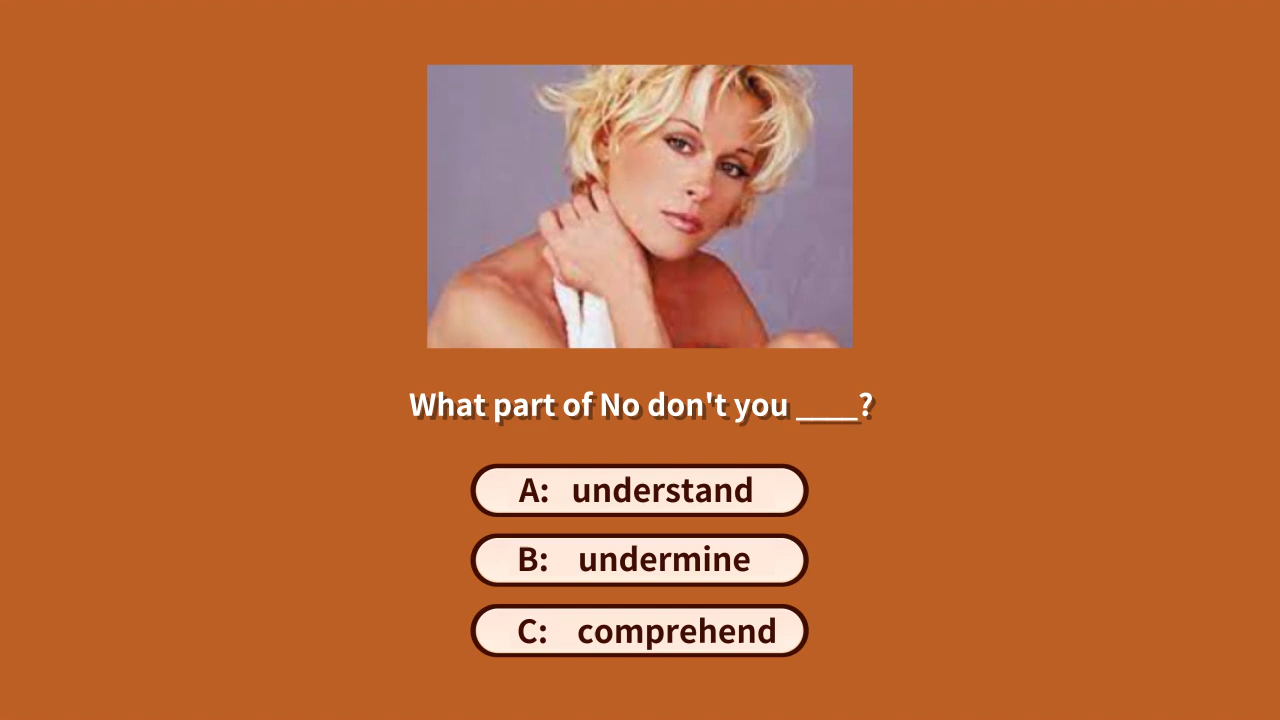 What part of No don't you ____?
A: understand
B: undermine
C: comprehend